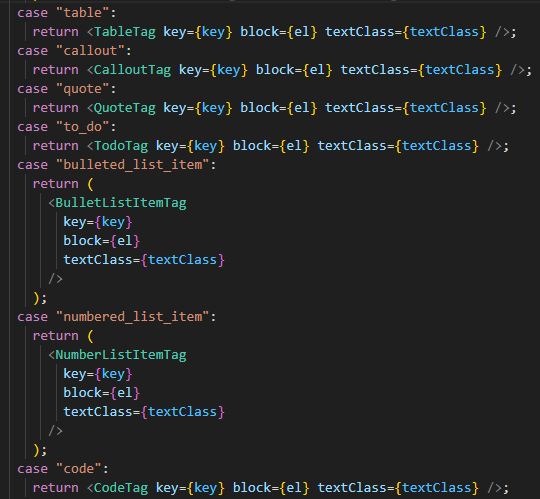 case "table":
return <TableTag key={key} block={el} textClass={textClass} />;
case "callout":
return <CalloutTag key={key} block={el} textClass={textClass} />;
case "quote":
return <QuoteTag key={key} block={el} textClass={textClass} />;
case "to_do":
return <TodoTag key={key} block={el} textClass={textClass} />;
case "bulleted_list_item":
return (
<BulletListItemTag
key={key}
block={el}
textClass={textClass}
/>
);
case "numbered_list_item":
return (
<NumberListItemTag
key={key}
block={el}
textClass={textClass}
/>
);
case "code":
return <CodeTag key={key} block={el} textClass={textClass} />;